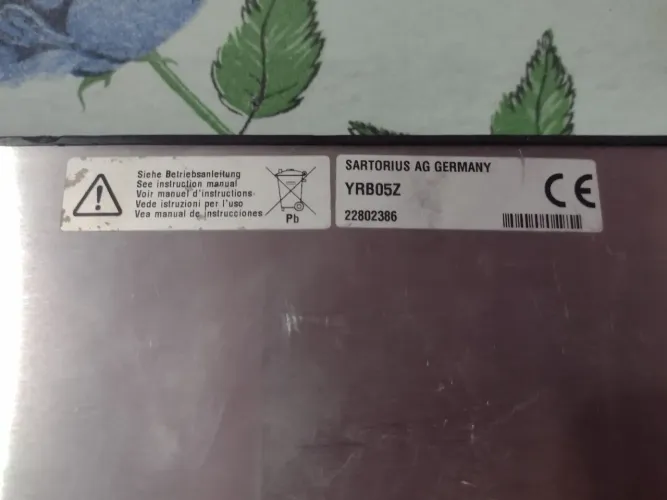 Siehe Betriebsanleitung
See instruction manual
Voir manuel d'instructions
Vede istruzioni per l'uso
Vea manual de instrucciones
Pb
SARTORIUS AG GERMANY
YRB05Z
22802386
CE